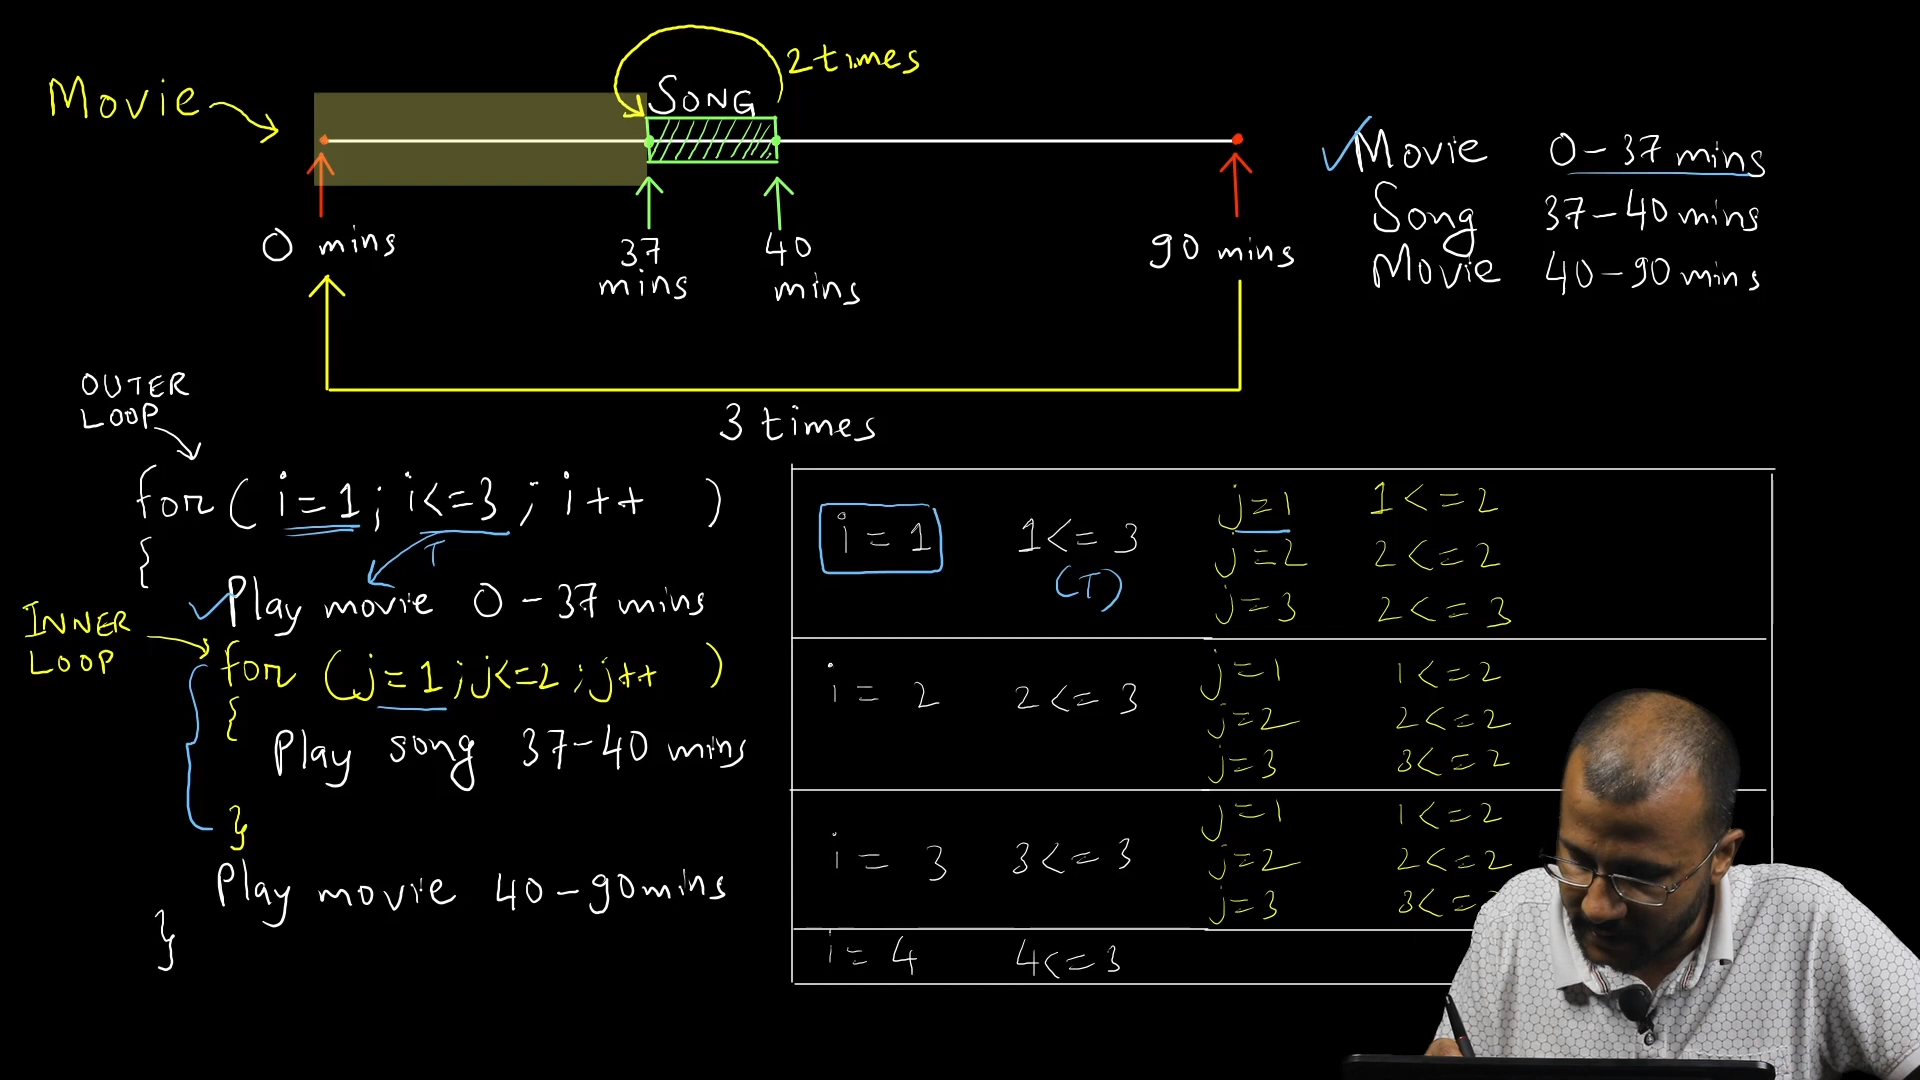 2 times
Movie
SONG
Movie 0-37 mins
Song 37-40 mins
Movie 40-90 mins
0 mins
37 mins
40 mins
90 mins
3 times
OUTER LOOP
for ( i=1; i<=3 ; i++ )
{
T
Play movie 0-37 mins
INNER LOOP
for (j=1; j<=2; j++ )
{
Play song 37-40 mins
}
Play movie 40-90mins
}
i = 1 1<= 3 (T)
j=1 1<=2
j=2 2<=2
j=3 2<=3
i = 2 2<=3
j=1 1<=2
j=2 2<=2
j=3 3<=2
i = 3 3<=3
j=1 1<=2
j=2 2<=2
j=3 3<=
i = 4 4<=3